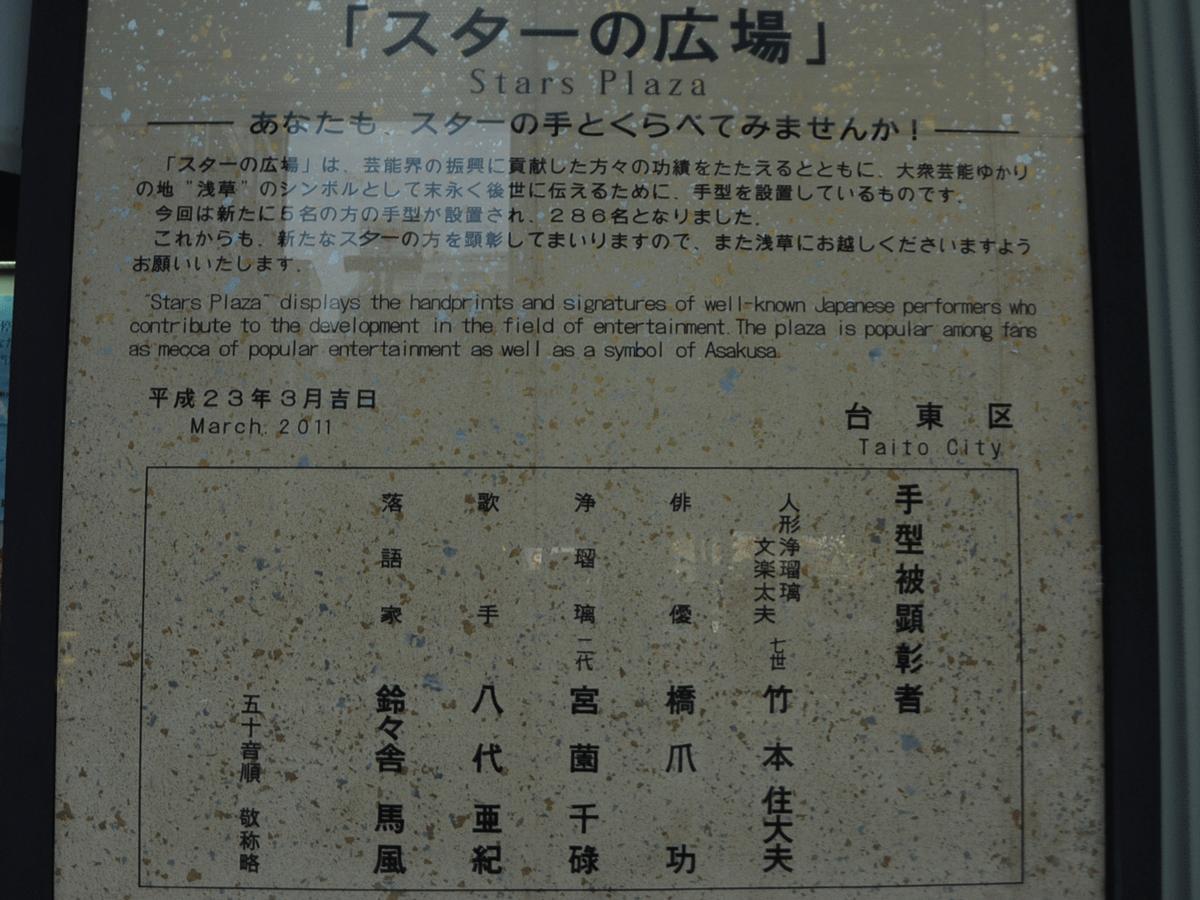 「スターの広場」
Stars Plaza
あなたも、スターの手とくらべてみませんか！
「スターの広場」は、芸能界の振興に貢献した方々の功績をたたえるとともに、大衆芸能ゆかり
の地“浅草”のシンボルとして末永く後世に伝えるために、手型を設置しているものです。
今回は新たに５名の方の手型が設置され、２８６名となりました。
これからも、新たなスターの方を顕彰してまいりますので、また浅草にお越しくださいますよう
お願いいたします。
"Stars Plaza" displays the handprints and signatures of well-known Japanese performers who
contribute to the development in the field of entertainment. The plaza is popular among fans
as mecca of popular entertainment as well as a symbol of Asakusa.
平成２３年３月吉日
March. 2011
台東区
Taito City
手型被顕彰者
人形浄瑠璃
文楽太夫 七世 竹本住大夫
俳優 橋爪功
浄瑠璃 二代 宮薗千碌
歌手 八代亜紀
落語家 鈴々舎馬風
五十音順 敬称略